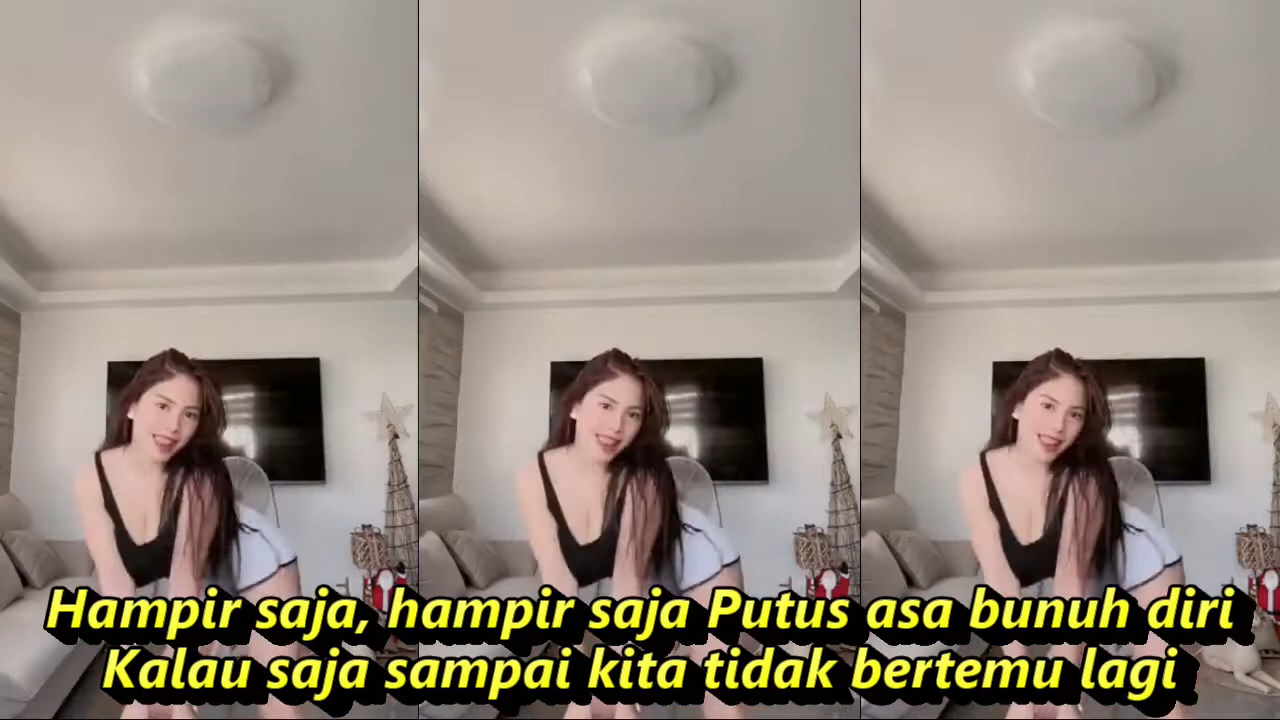 Hampir saja, hampir saja Putus asa bunuh diri
Kalau saja sampai kita tidak bertemu lagi